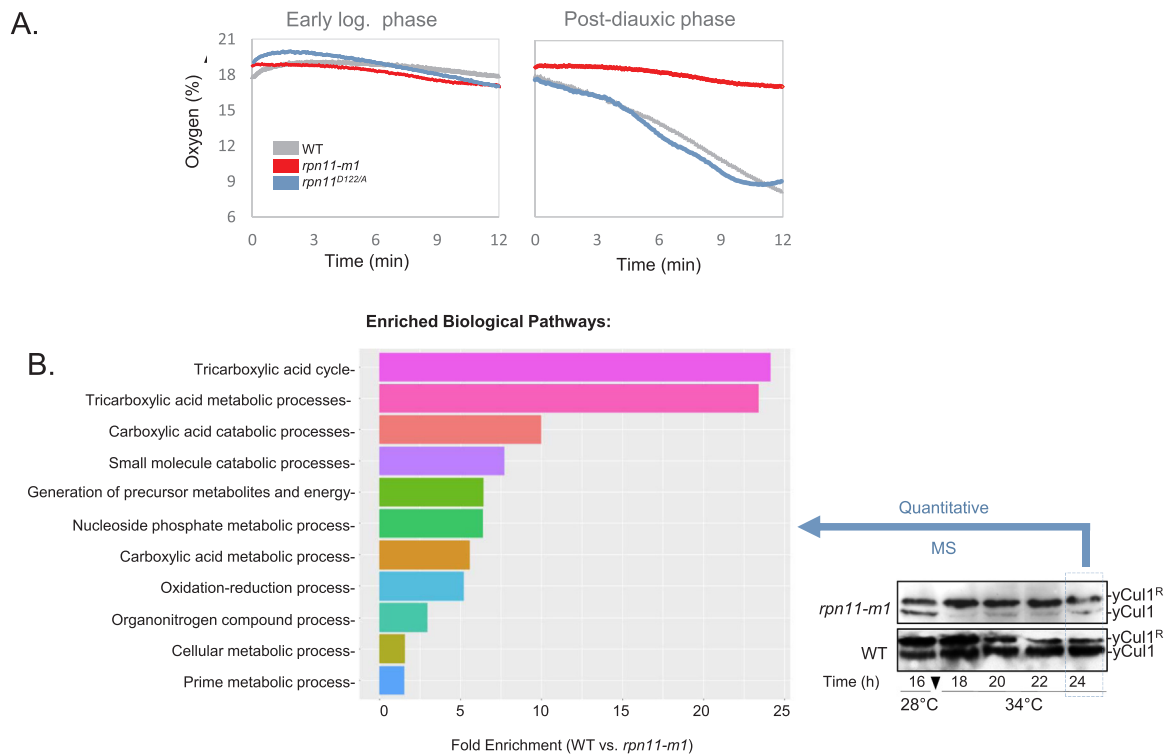 A.
Early log. phase
Post-diauxic phase
Oxygen (%)
21
18
15
12
9
6
WT
rpn11-m1
rpn11^D122/A
0 3 6 9 12
0 3 6 9 12
Time (min)
Time (min)
Enriched Biological Pathways:
B.
Tricarboxylic acid cycle-
Tricarboxylic acid metabolic processes-
Carboxylic acid catabolic processes-
Small molecule catabolic processes-
Generation of precursor metabolites and energy-
Nucleoside phosphate metabolic process-
Carboxylic acid metabolic process-
Oxidation-reduction process-
Organonitrogen compound process-
Cellular metabolic process-
Prime metabolic process-
0 5 10 15 20 25
Fold Enrichment (WT vs. rpn11-m1)
Quantitative
MS
rpn11-m1
-yCul1^R
-yCul1
WT
-yCul1^R
-yCul1
Time (h) 16 18 20 22 24
28°C 34°C